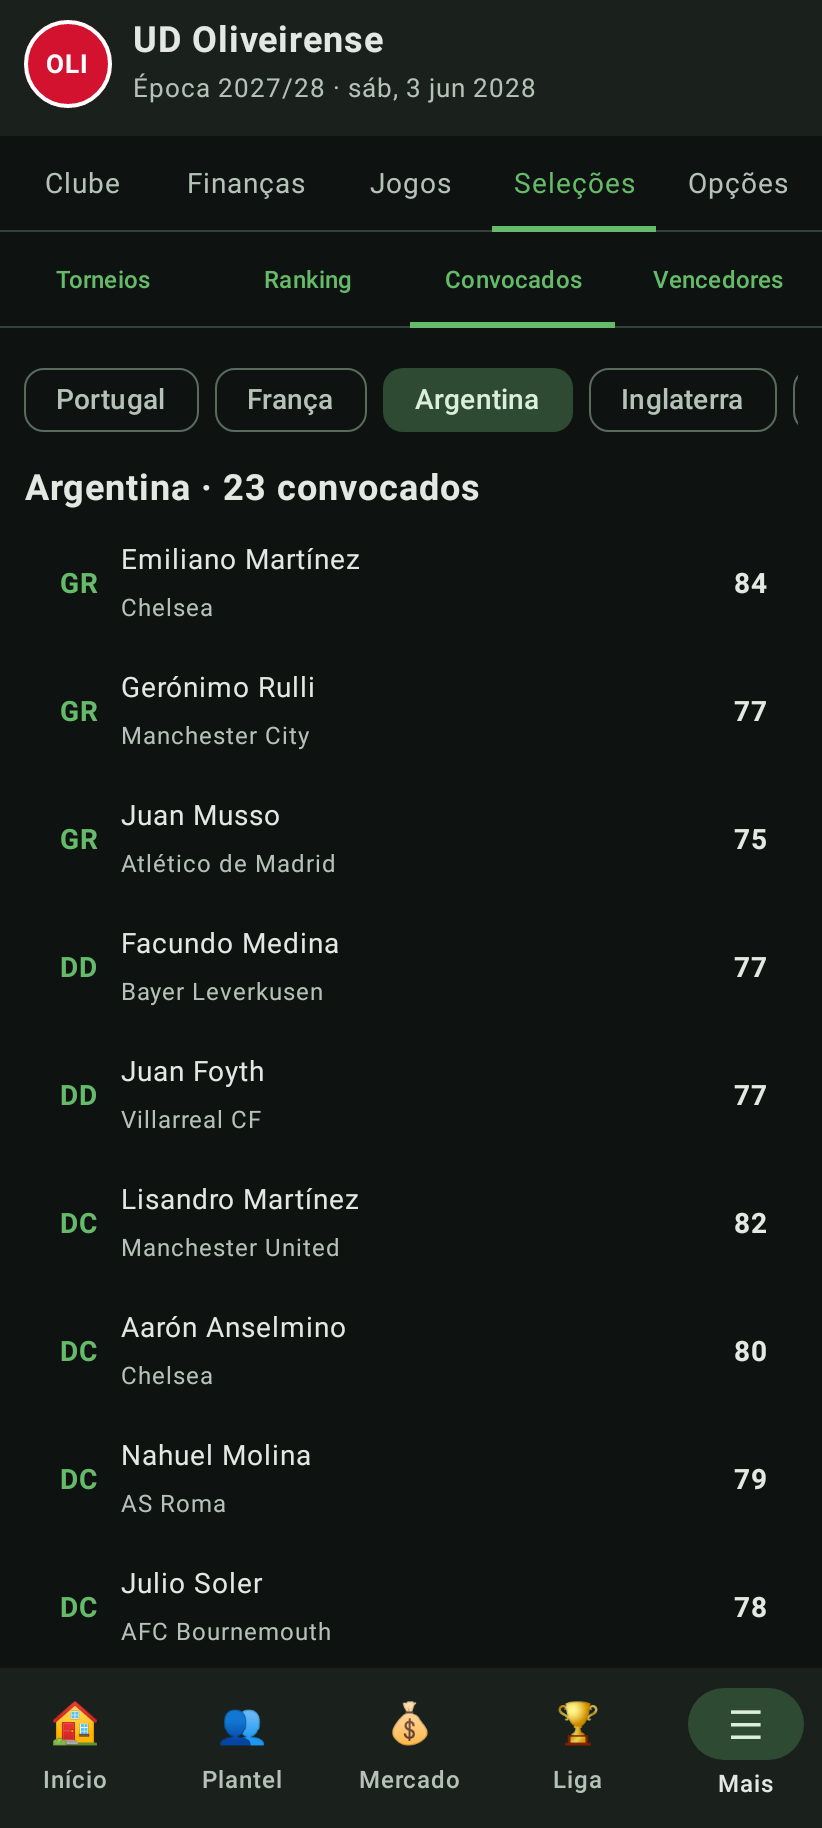 OLI
UD Oliveirense
Época 2027/28 · sáb, 3 jun 2028
Clube Finanças Jogos Seleções Opções
Torneios Ranking Convocados Vencedores
Portugal França Argentina Inglaterra
Argentina · 23 convocados
GR Emiliano Martínez 84
Chelsea
GR Gerónimo Rulli 77
Manchester City
GR Juan Musso 75
Atlético de Madrid
DD Facundo Medina 77
Bayer Leverkusen
DD Juan Foyth 77
Villarreal CF
DC Lisandro Martínez 82
Manchester United
DC Aarón Anselmino 80
Chelsea
DC Nahuel Molina 79
AS Roma
DC Julio Soler 78
AFC Bournemouth
Início Plantel Mercado Liga Mais